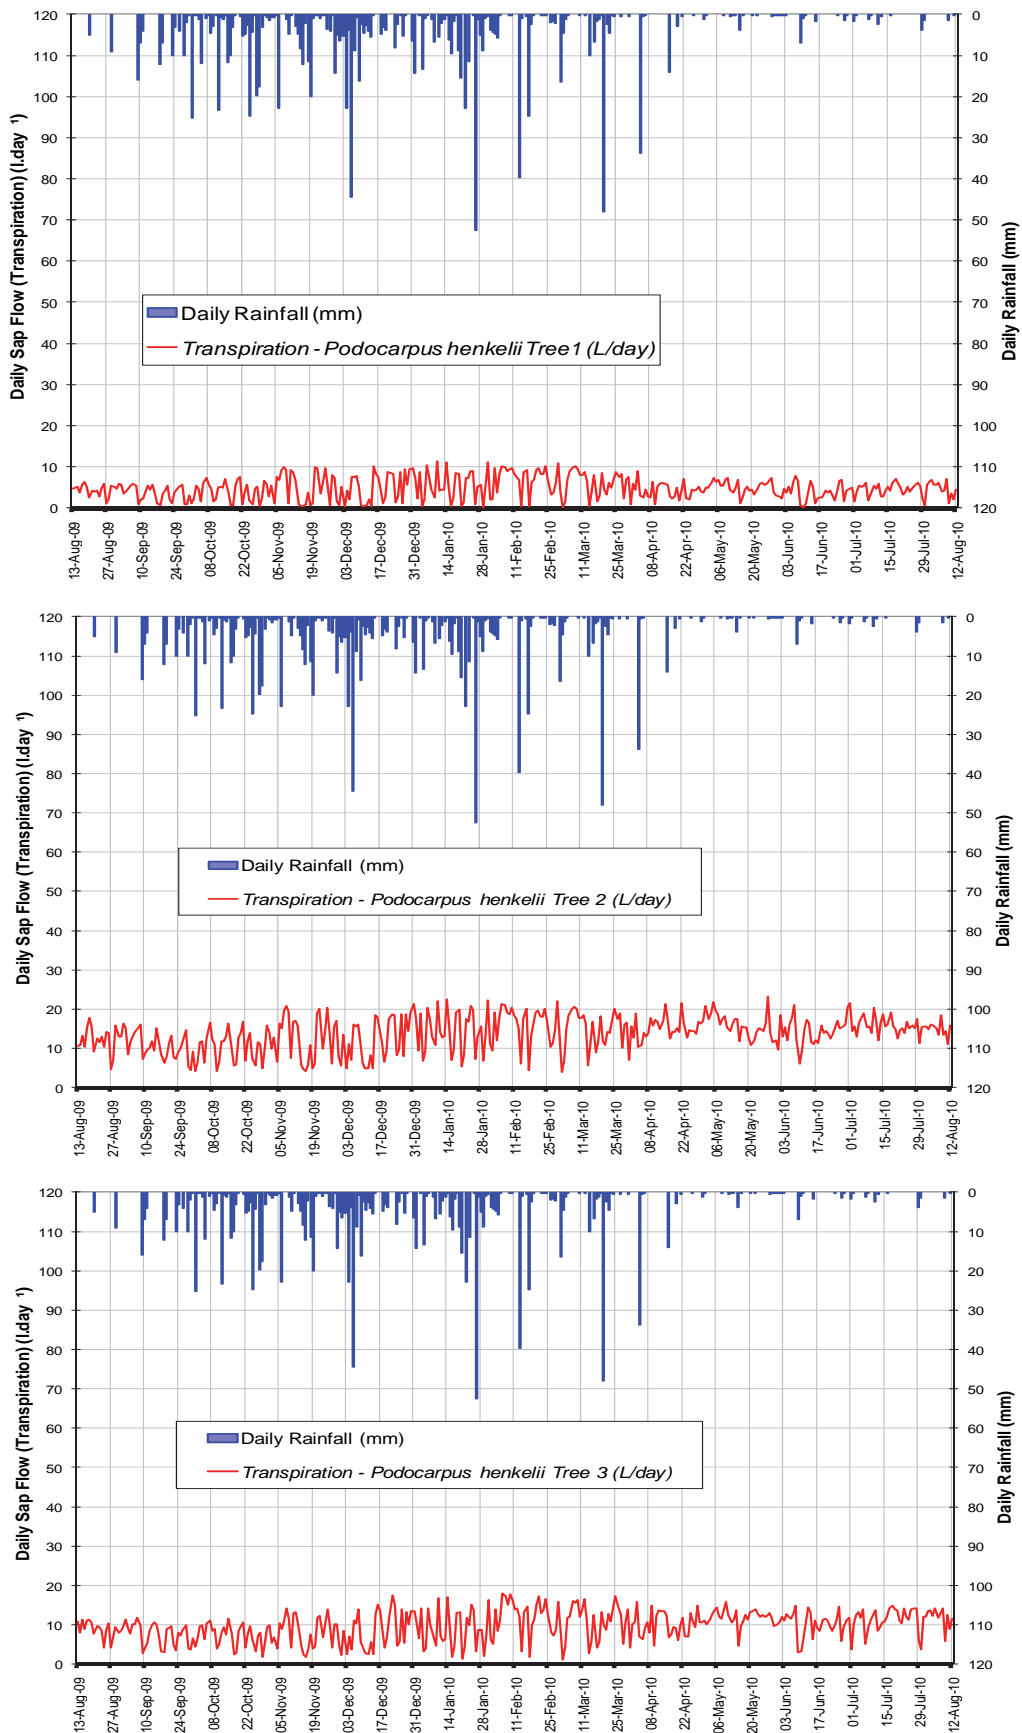 120 0
110 10
100 20
90 30
80 40
70 50
60 60
50 70
40 80
30 90
20 100
10 110
0 120
Daily Sap Flow (Transpiration) (l.day ¹)
Daily Rainfall (mm)
Daily Rainfall (mm)
Transpiration - Podocarpus henkelii Tree1 (L/day)
13-Aug-09 27-Aug-09 10-Sep-09 24-Sep-09 08-Oct-09 22-Oct-09 05-Nov-09 19-Nov-09 03-Dec-09 17-Dec-09 31-Dec-09 14-Jan-10 28-Jan-10 11-Feb-10 25-Feb-10 11-Mar-10 25-Mar-10 08-Apr-10 22-Apr-10 06-May-10 20-May-10 03-Jun-10 17-Jun-10 01-Jul-10 15-Jul-10 29-Jul-10 12-Aug-10
120 0
110 10
100 20
90 30
80 40
70 50
60 60
50 70
40 80
30 90
20 100
10 110
0 120
Daily Sap Flow (Transpiration) (l.day ¹)
Daily Rainfall (mm)
Daily Rainfall (mm)
Transpiration - Podocarpus henkelii Tree 2 (L/day)
13-Aug-09 27-Aug-09 10-Sep-09 24-Sep-09 08-Oct-09 22-Oct-09 05-Nov-09 19-Nov-09 03-Dec-09 17-Dec-09 31-Dec-09 14-Jan-10 28-Jan-10 11-Feb-10 25-Feb-10 11-Mar-10 25-Mar-10 08-Apr-10 22-Apr-10 06-May-10 20-May-10 03-Jun-10 17-Jun-10 01-Jul-10 15-Jul-10 29-Jul-10 12-Aug-10
120 0
110 10
100 20
90 30
80 40
70 50
60 60
50 70
40 80
30 90
20 100
10 110
0 120
Daily Sap Flow (Transpiration) (l.day ¹)
Daily Rainfall (mm)
Daily Rainfall (mm)
Transpiration - Podocarpus henkelii Tree 3 (L/day)
13-Aug-09 27-Aug-09 10-Sep-09 24-Sep-09 08-Oct-09 22-Oct-09 05-Nov-09 19-Nov-09 03-Dec-09 17-Dec-09 31-Dec-09 14-Jan-10 28-Jan-10 11-Feb-10 25-Feb-10 11-Mar-10 25-Mar-10 08-Apr-10 22-Apr-10 06-May-10 20-May-10 03-Jun-10 17-Jun-10 01-Jul-10 15-Jul-10 29-Jul-10 12-Aug-10